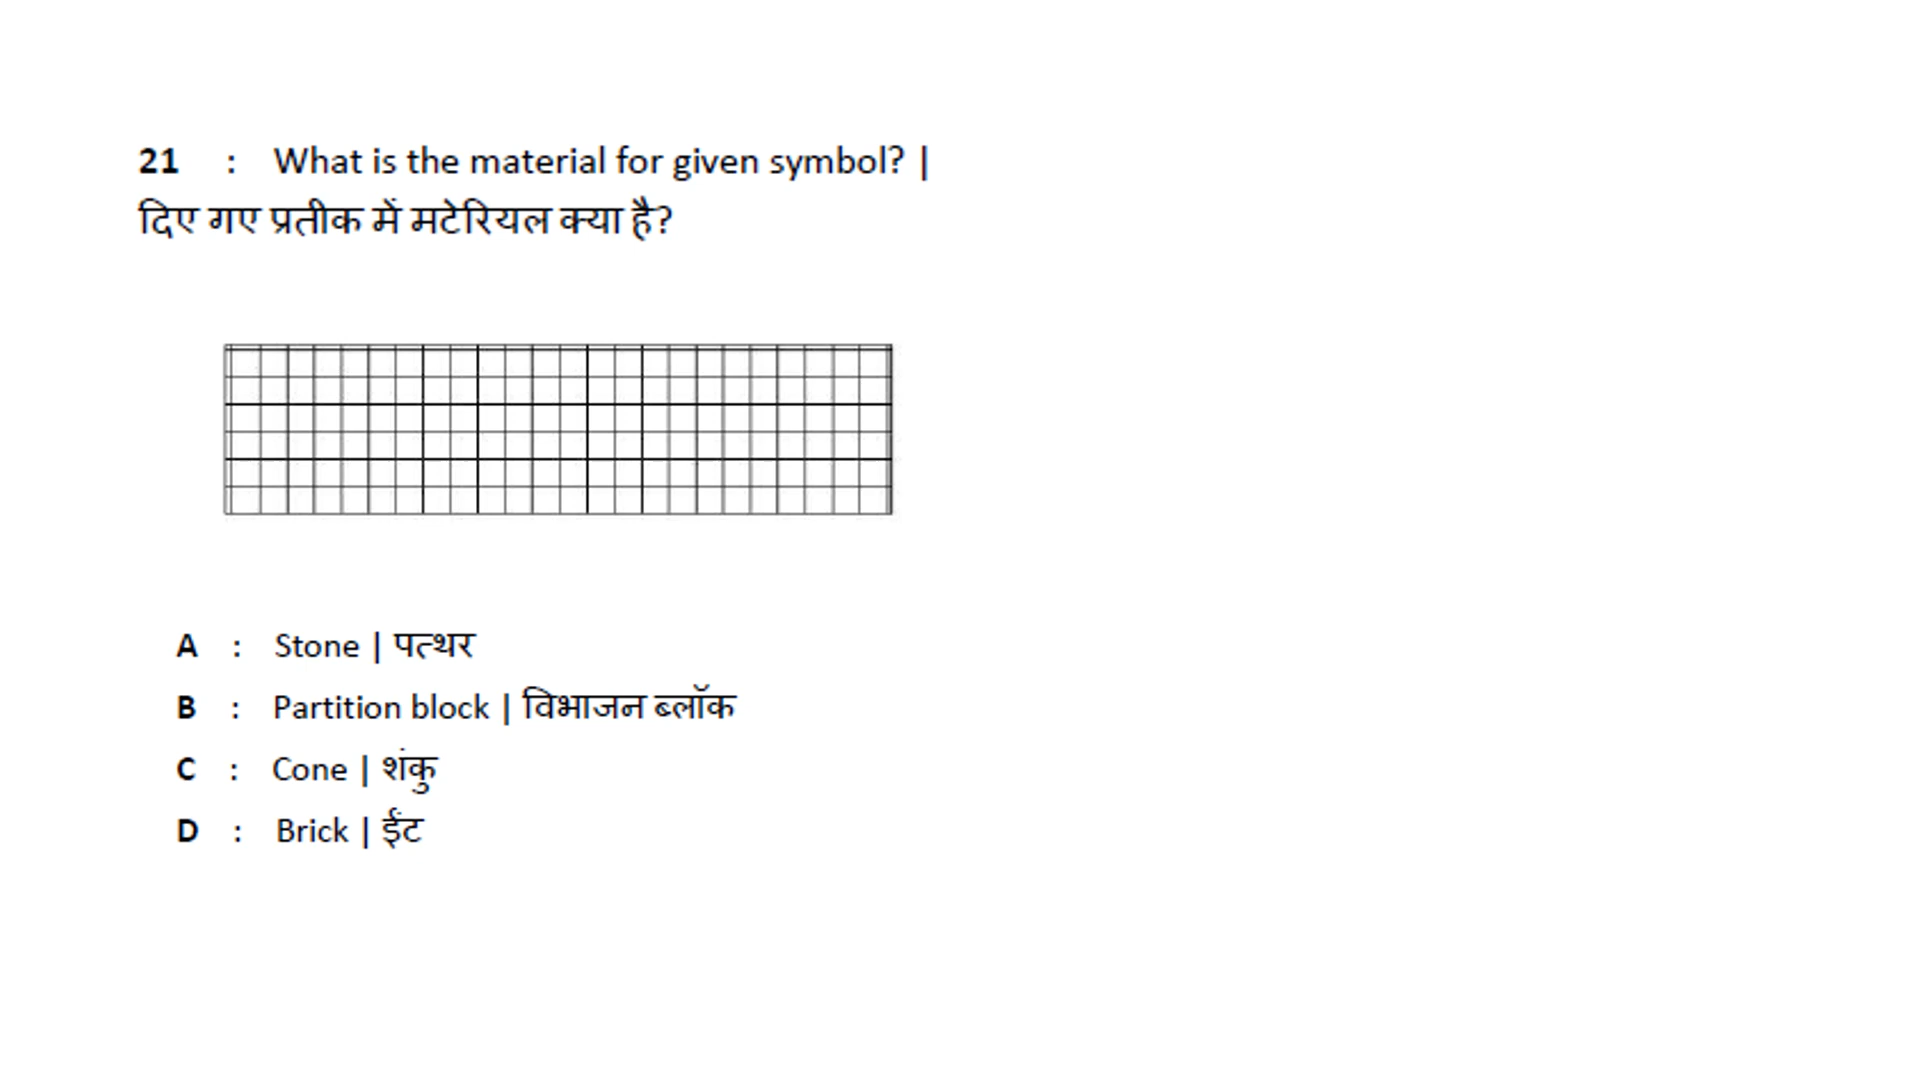 21 : What is the material for given symbol? |
दिए गए प्रतीक में मटेरियल क्या है?
A : Stone | पत्थर
B : Partition block | विभाजन ब्लॉक
C : Cone | शंकु
D : Brick | ईंट